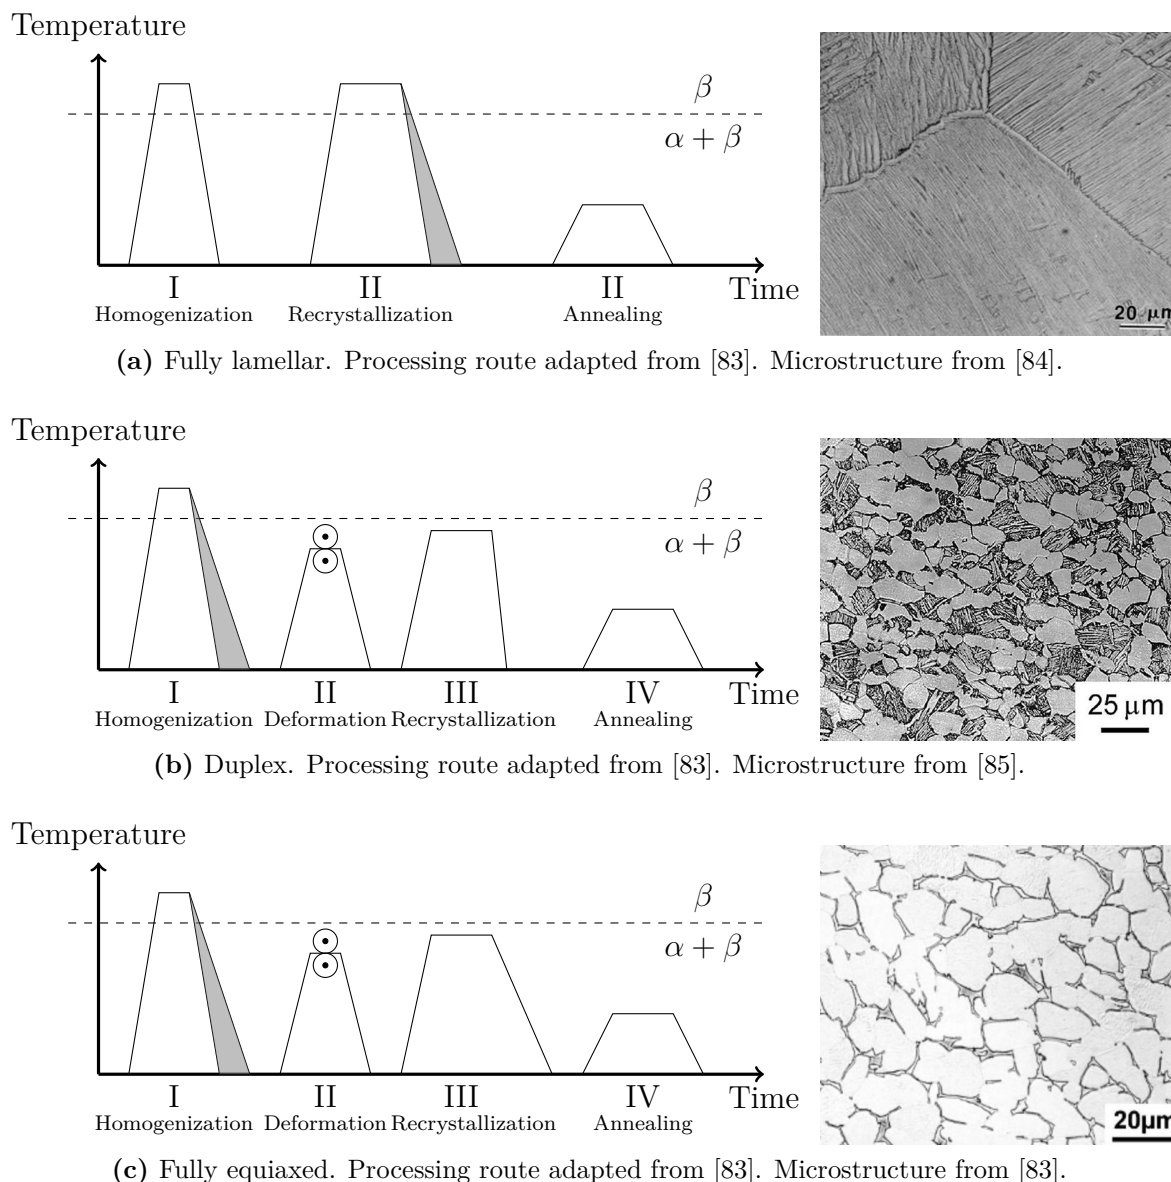 Temperature
β
α + β
I
II
II
Time
Homogenization
Recrystallization
Annealing
20 μm
(a) Fully lamellar. Processing route adapted from [83]. Microstructure from [84].
Temperature
β
α + β
I
II
III
IV
Time
Homogenization
Deformation
Recrystallization
Annealing
25 μm
(b) Duplex. Processing route adapted from [83]. Microstructure from [85].
Temperature
β
α + β
I
II
III
IV
Time
Homogenization
Deformation
Recrystallization
Annealing
20μm
(c) Fully equiaxed. Processing route adapted from [83]. Microstructure from [83].